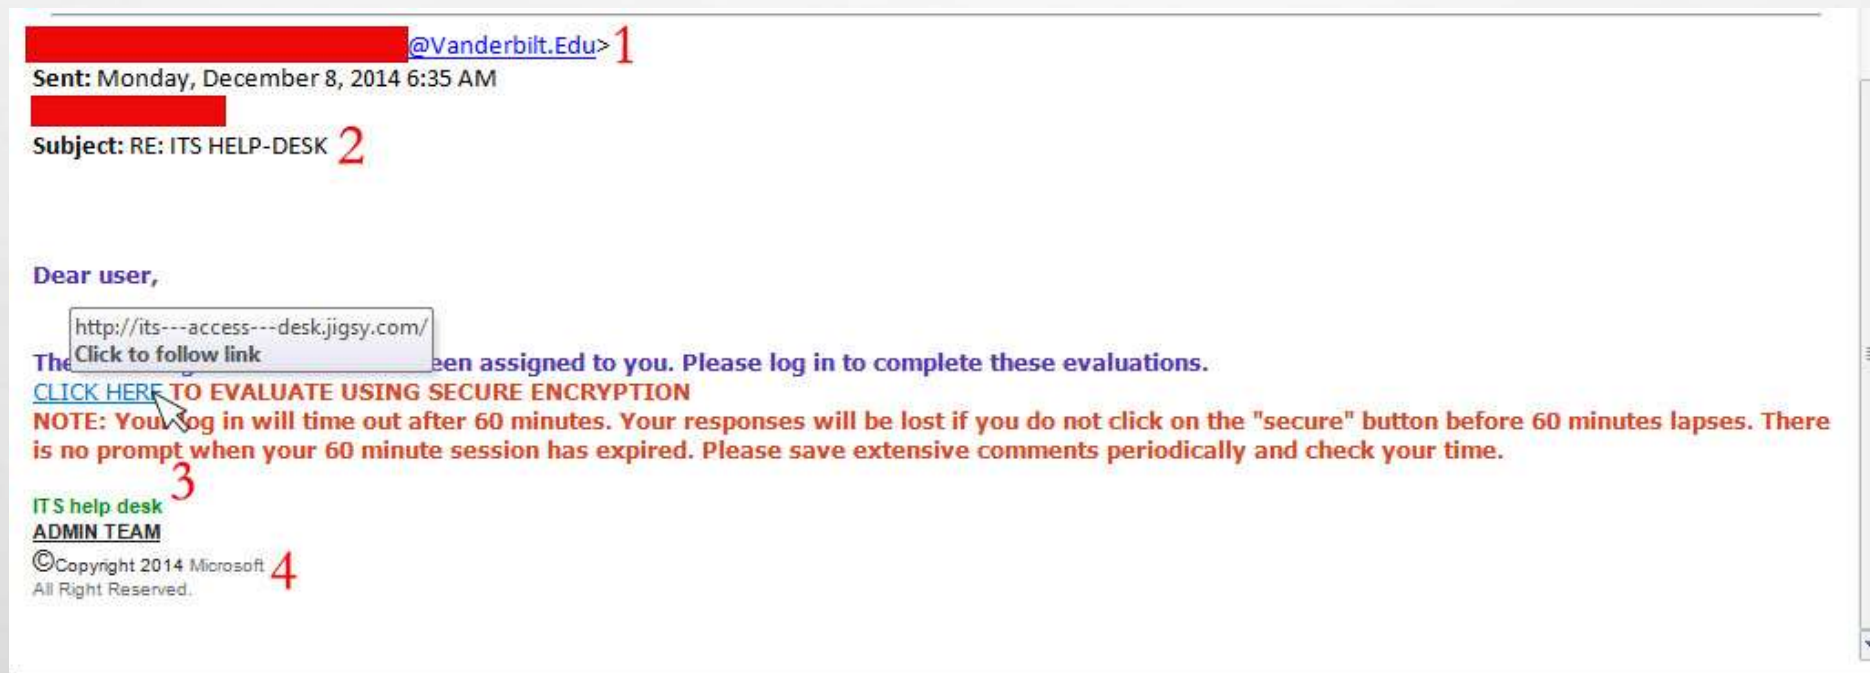 @Vanderbilt.Edu> 1
Sent: Monday, December 8, 2014 6:35 AM
Subject: RE: ITS HELP-DESK 2
Dear user,
http://its---access---desk.jigsy.com/
Click to follow link
The een assigned to you. Please log in to complete these evaluations.
CLICK HERE TO EVALUATE USING SECURE ENCRYPTION
NOTE: Your log in will time out after 60 minutes. Your responses will be lost if you do not click on the "secure" button before 60 minutes lapses. There
is no prompt when your 60 minute session has expired. Please save extensive comments periodically and check your time.
3
ITS help desk
ADMIN TEAM
©Copyright 2014 Microsoft 4
All Right Reserved.